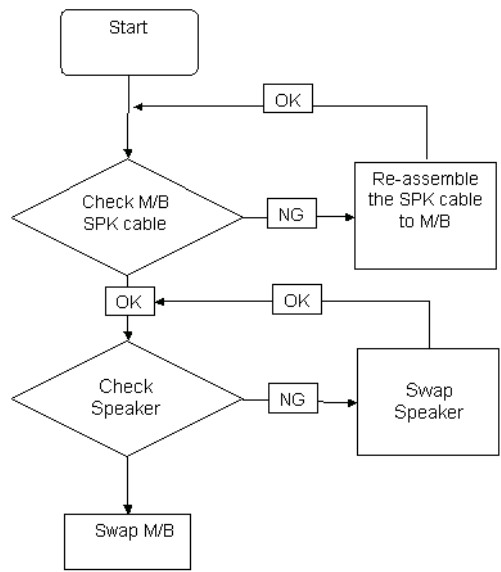 Start
OK
Check M/B
SPK cable
NG
Re-assemble
the SPK cable
to M/B
OK
OK
Check
Speaker
NG
Swap
Speaker
Swap M/B